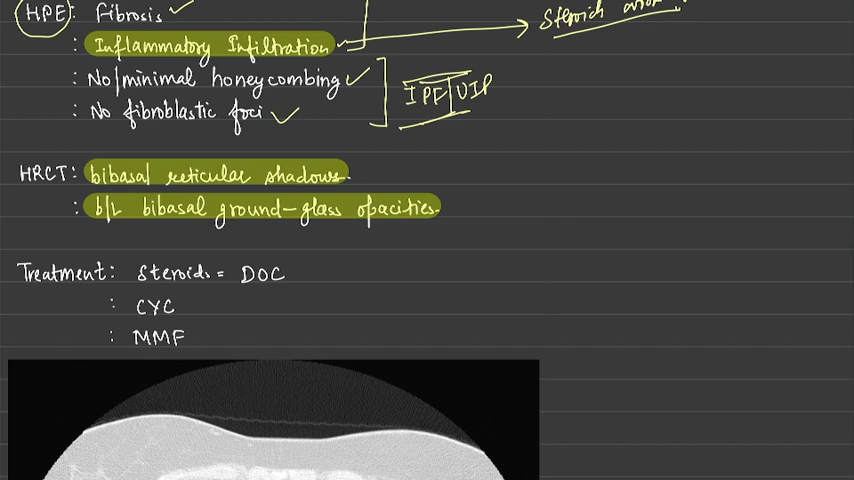 HPE: Fibrosis
: Inflammatory Infiltration
Steroid
: No/minimal honeycombing
IPF/UIP
: No fibroblastic foci
HRCT: bibasal reticular shadows.
: b/L bibasal ground-glass opacities.
Treatment: Steroids = DOC
: CYC
: MMF